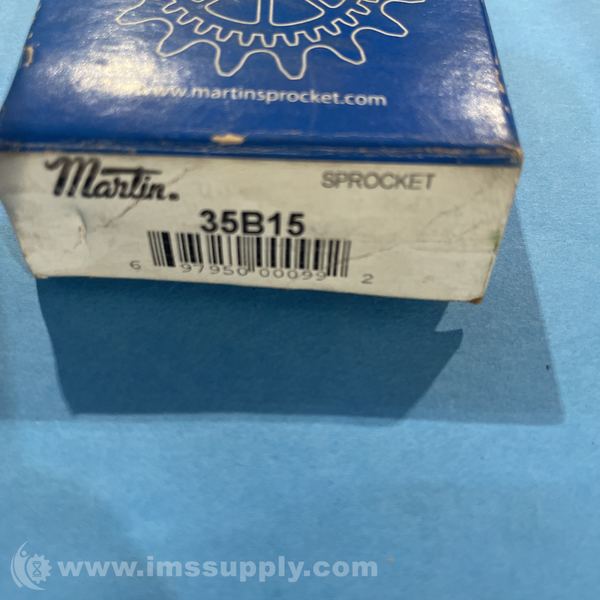 www.martinsprocket.com
Martin.
SPROCKET
35B15
6 97950 00099 2
www.imssupply.com